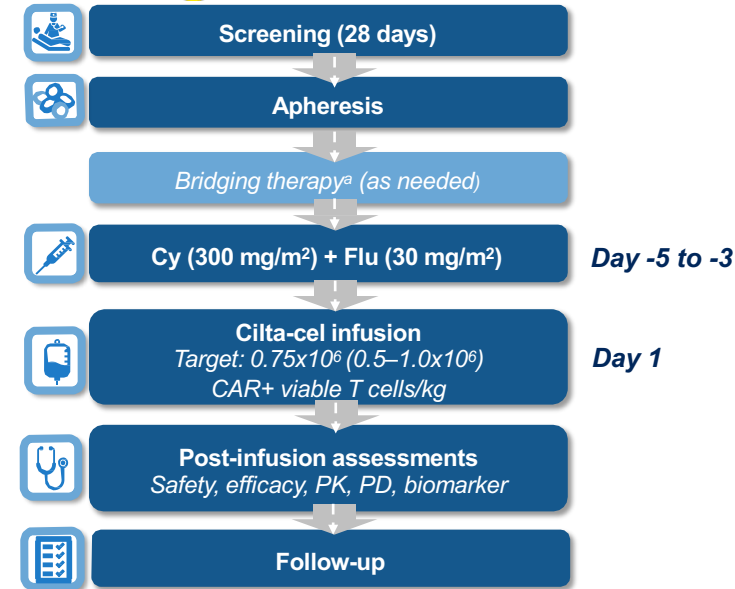 Screening (28 days)
Apheresis
Bridging therapyᵃ (as needed)
Cy (300 mg/m²) + Flu (30 mg/m²)
Day -5 to -3
Cilta-cel infusion
Target: 0.75x10⁶ (0.5–1.0x10⁶)
CAR+ viable T cells/kg
Day 1
Post-infusion assessments
Safety, efficacy, PK, PD, biomarker
Follow-up